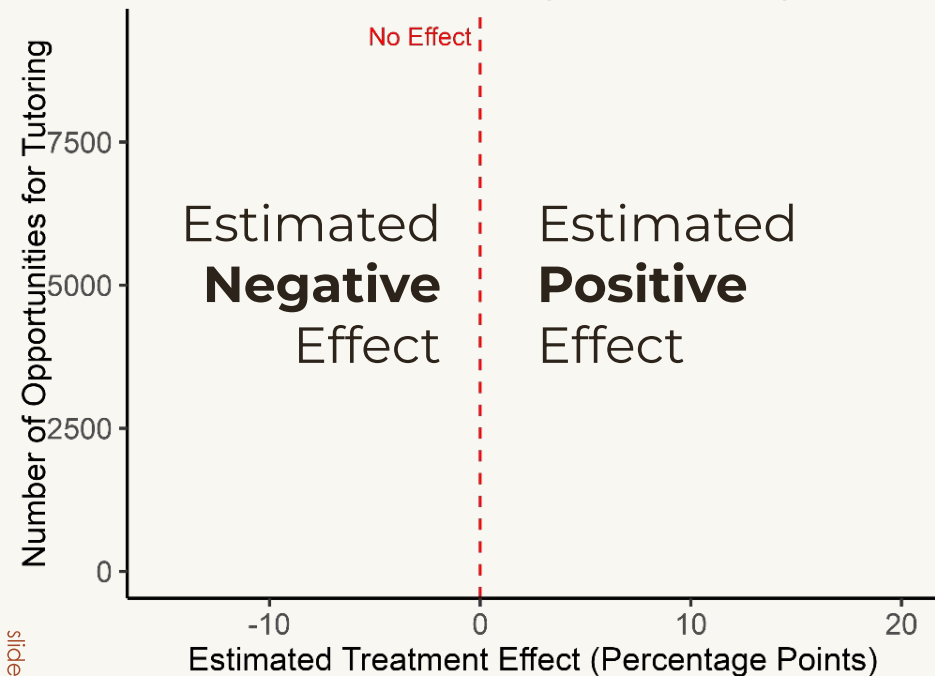 No Effect
Number of Opportunities for Tutoring
7500
5000
2500
0
Estimated
Negative
Effect
Estimated
Positive
Effect
-10
0
10
20
Estimated Treatment Effect (Percentage Points)
slide